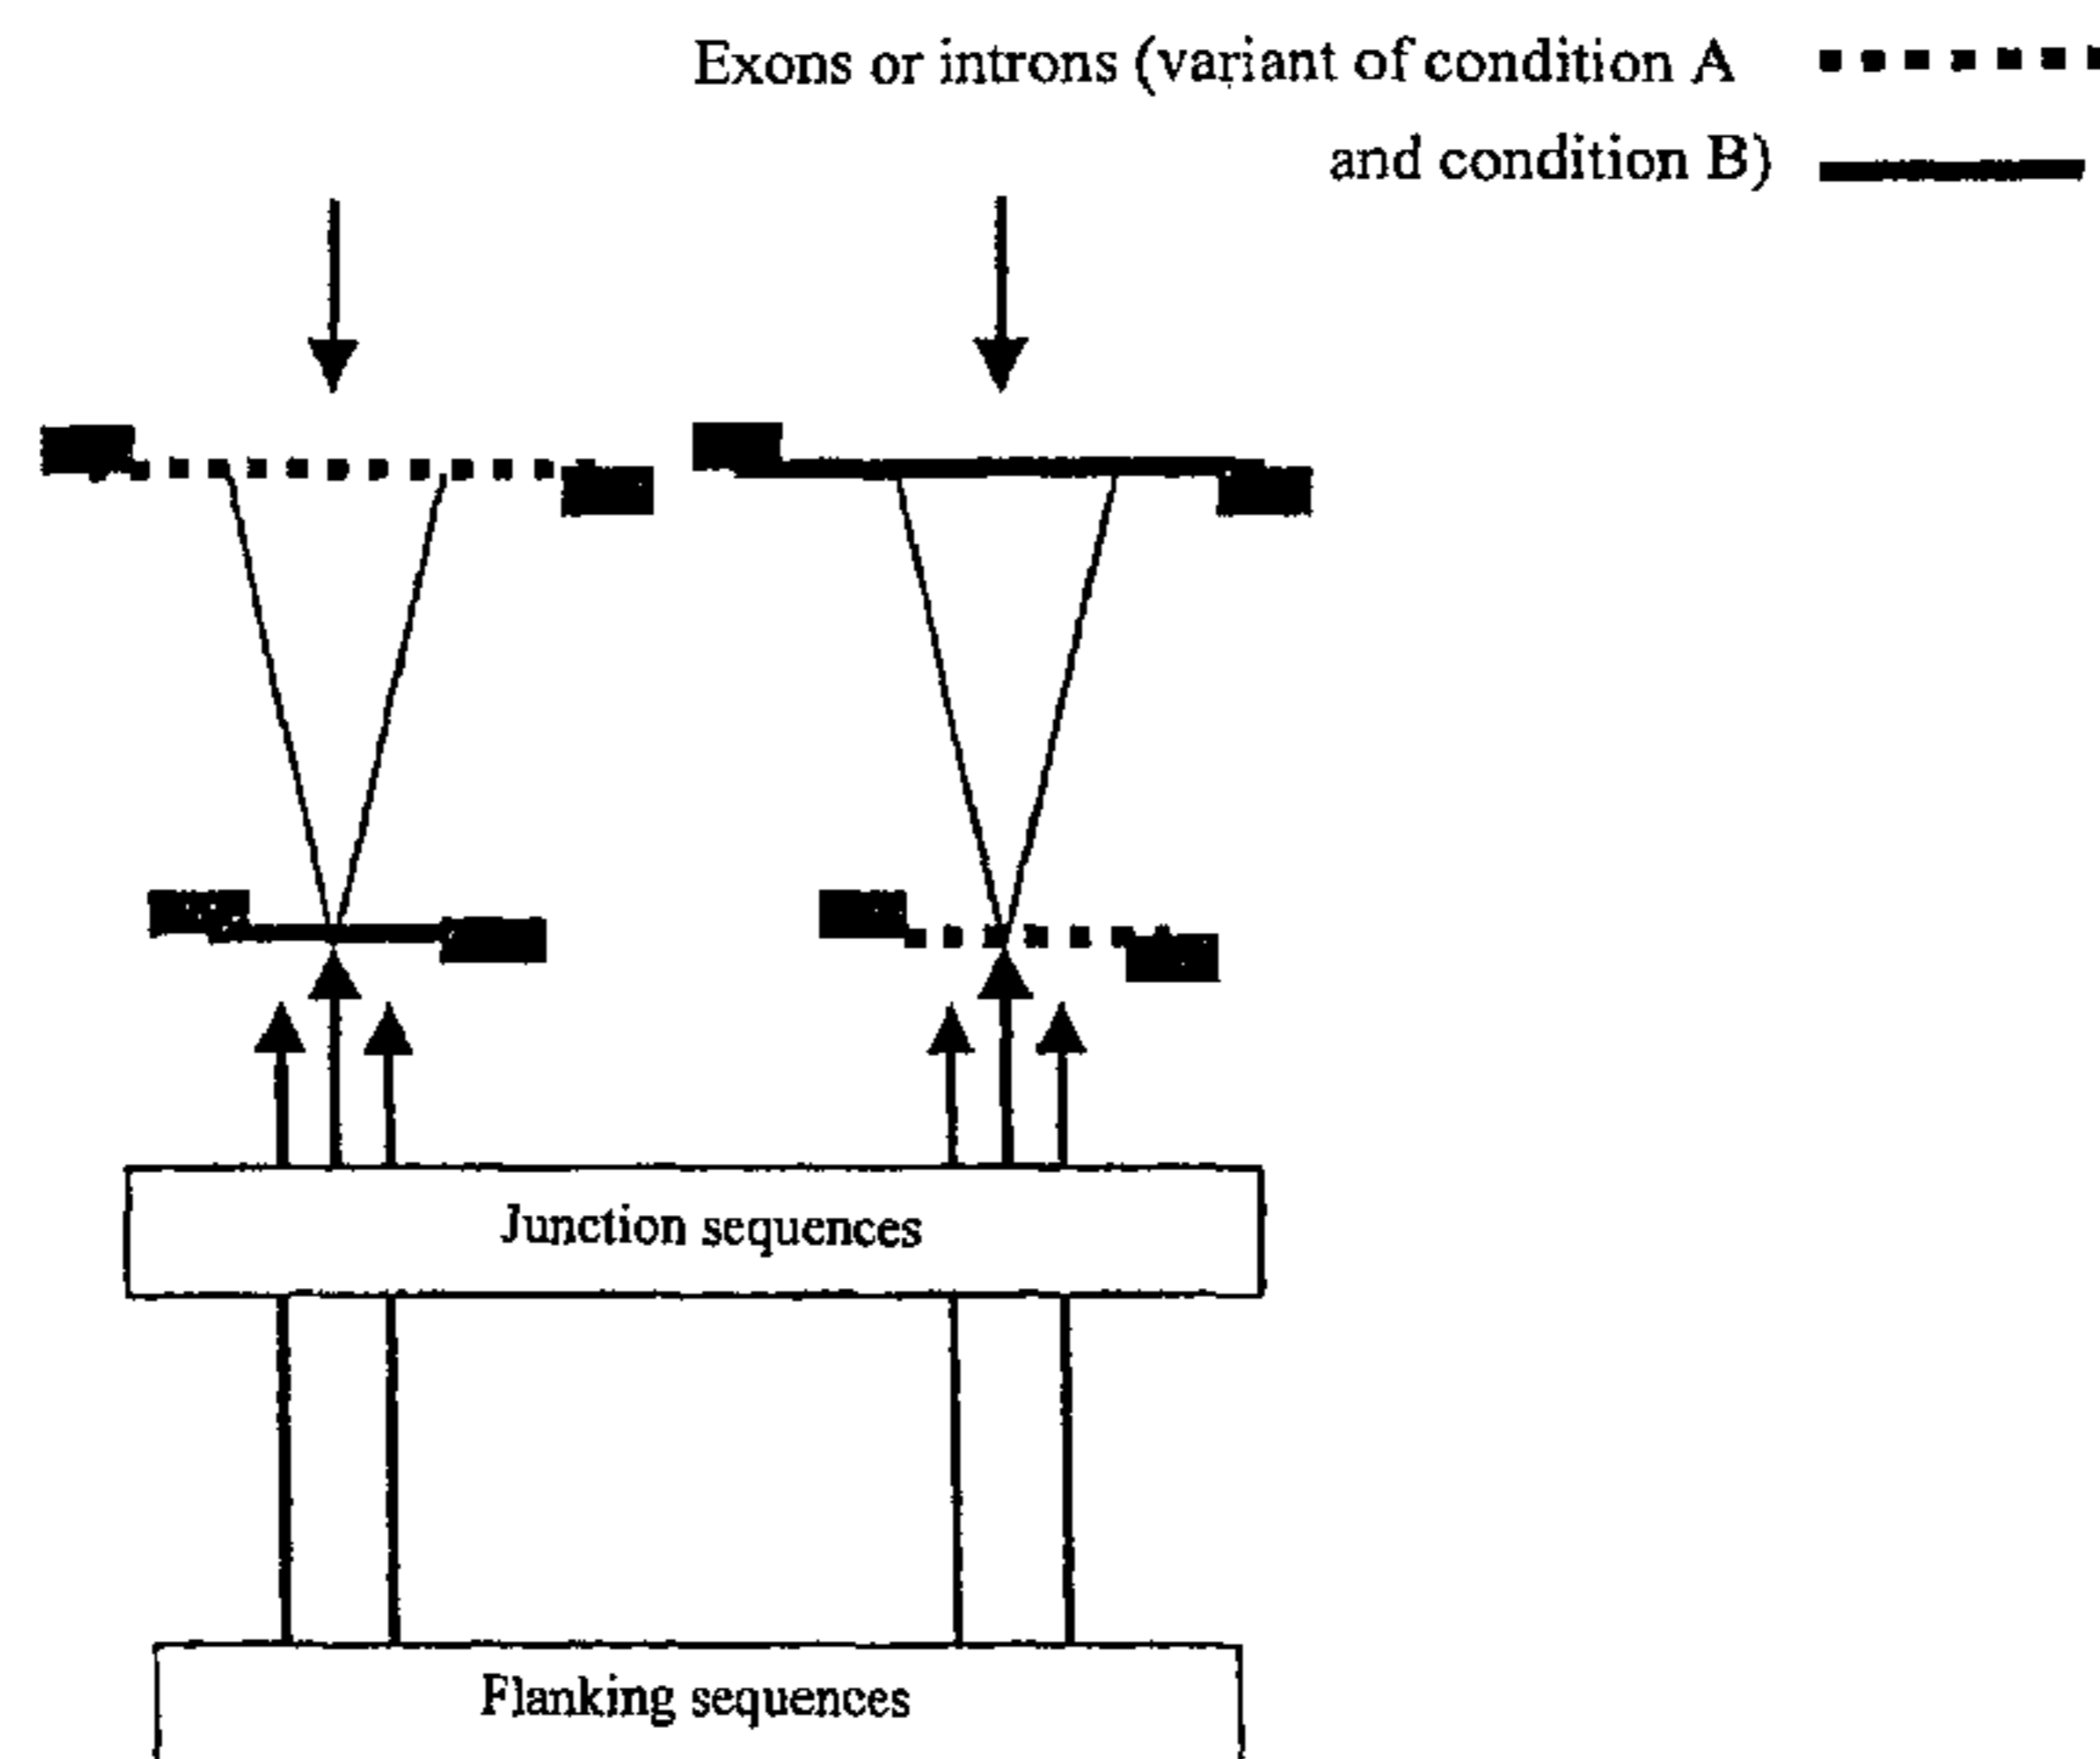 Exons or introns (variant of condition A
and condition B)
Junction sequences
Flanking sequences